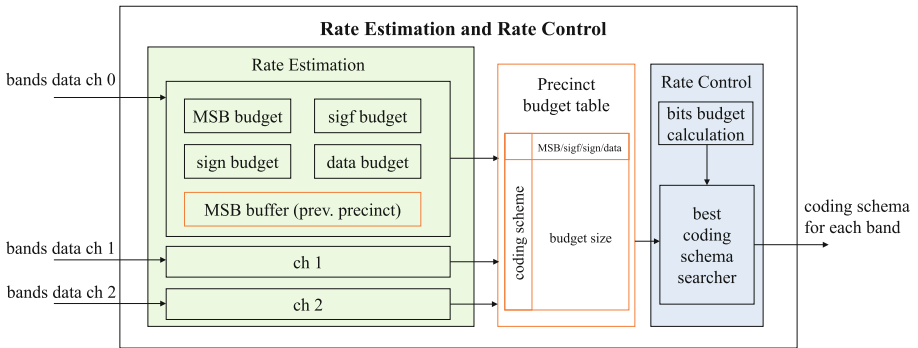 Rate Estimation and Rate Control
bands data ch 0
Rate Estimation
MSB budget
sigf budget
sign budget
data budget
MSB buffer (prev. precinct)
bands data ch 1
ch 1
bands data ch 2
ch 2
Precinct
budget table
MSB/sigf/sign/data
coding scheme
budget size
Rate Control
bits budget
calculation
best
coding
schema
searcher
coding schema
for each band